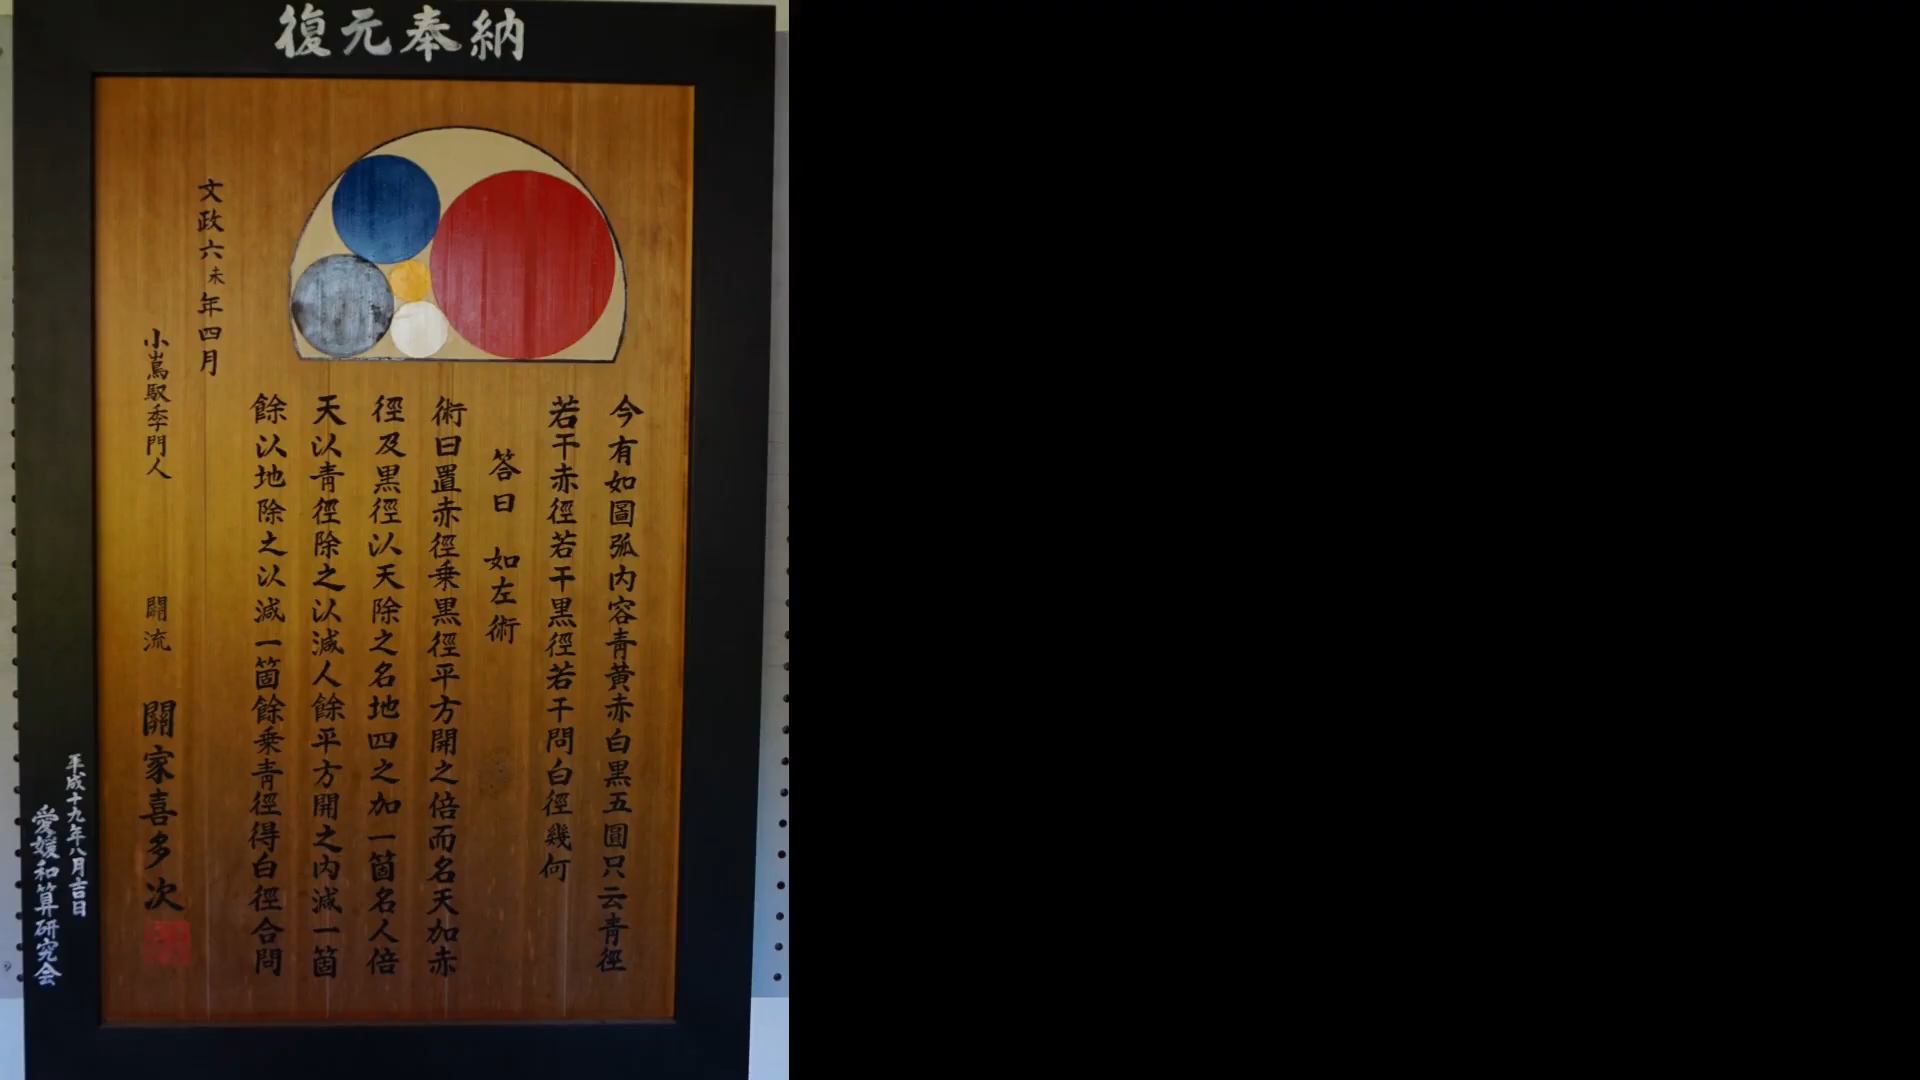 復元奉納
今有如圖弧内容青黄赤白黒五圓只云青徑
若干赤徑若干黒徑若干問白徑幾何
答曰 如左術
術曰置赤徑乗黒徑平方開之倍而名天加赤
徑及黒徑以天除之名地四之加一箇名人倍
天以青徑除之以減人餘平方開之内減一箇
餘以地除之以減一箇餘乗青徑得白徑合問
文政六未年四月
小嶌馭季門人 關流 關家喜多次
平成十九年八月吉日
愛媛和算研究会